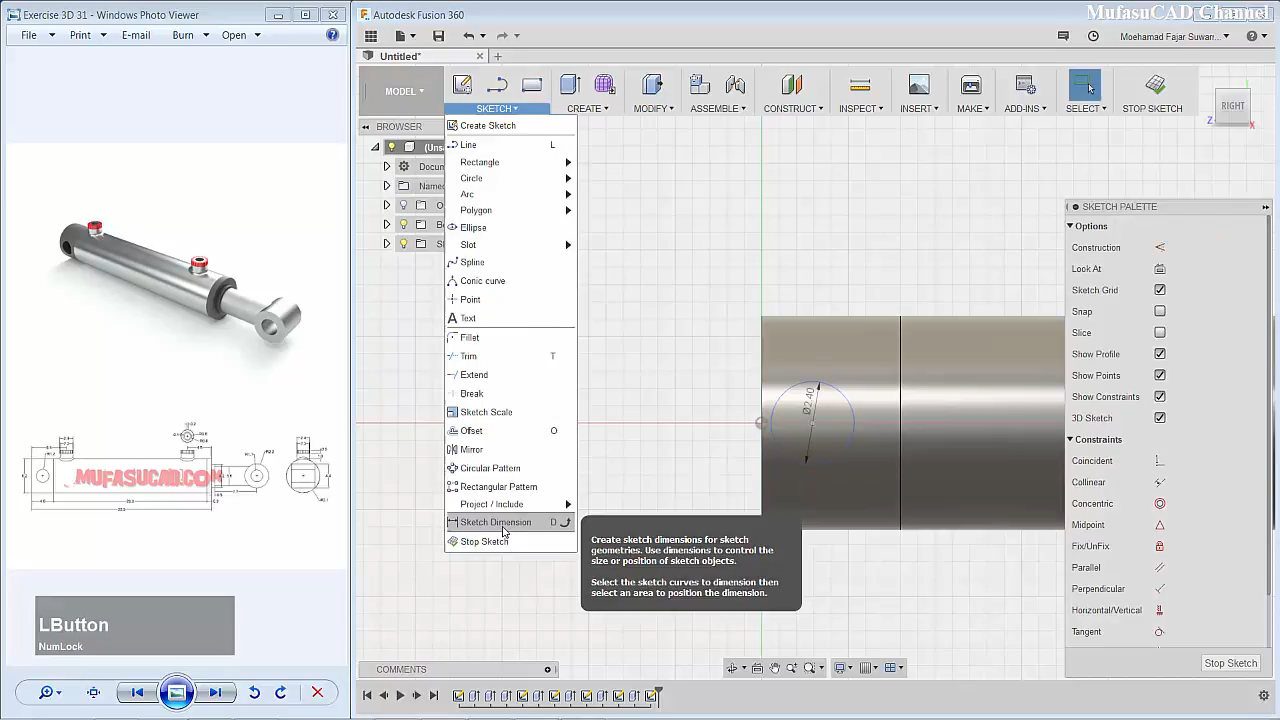 Exercise 3D 31 - Windows Photo Viewer
File
Print
E-mail
Burn
Open
MUFASUCAD.COM
LButton
NumLock
Autodesk Fusion 360
MufasuCAD Channel
Moehamad Fajar Suwan...
Untitled*
MODEL
SKETCH
CREATE
MODIFY
ASSEMBLE
CONSTRUCT
INSPECT
INSERT
MAKE
ADD-INS
SELECT
STOP SKETCH
BROWSER
(Uns
Docum
Named
O
B
Sk
Create Sketch
Line L
Rectangle
Circle
Arc
Polygon
Ellipse
Slot
Spline
Conic curve
Point
Text
Fillet
Trim T
Extend
Break
Sketch Scale
Offset O
Mirror
Circular Pattern
Rectangular Pattern
Project / Include
Sketch Dimension D
Stop Sketch
Create sketch dimensions for sketch
geometries. Use dimensions to control the
size or position of sketch objects.
Select the sketch curves to dimension then
select an area to position the dimension.
Ø2.40
RIGHT
Z
X
SKETCH PALETTE
Options
Construction
Look At
Sketch Grid
Snap
Slice
Show Profile
Show Points
Show Constraints
3D Sketch
Constraints
Coincident
Collinear
Concentric
Midpoint
Fix/UnFix
Parallel
Perpendicular
Horizontal/Vertical
Tangent
Stop Sketch
COMMENTS